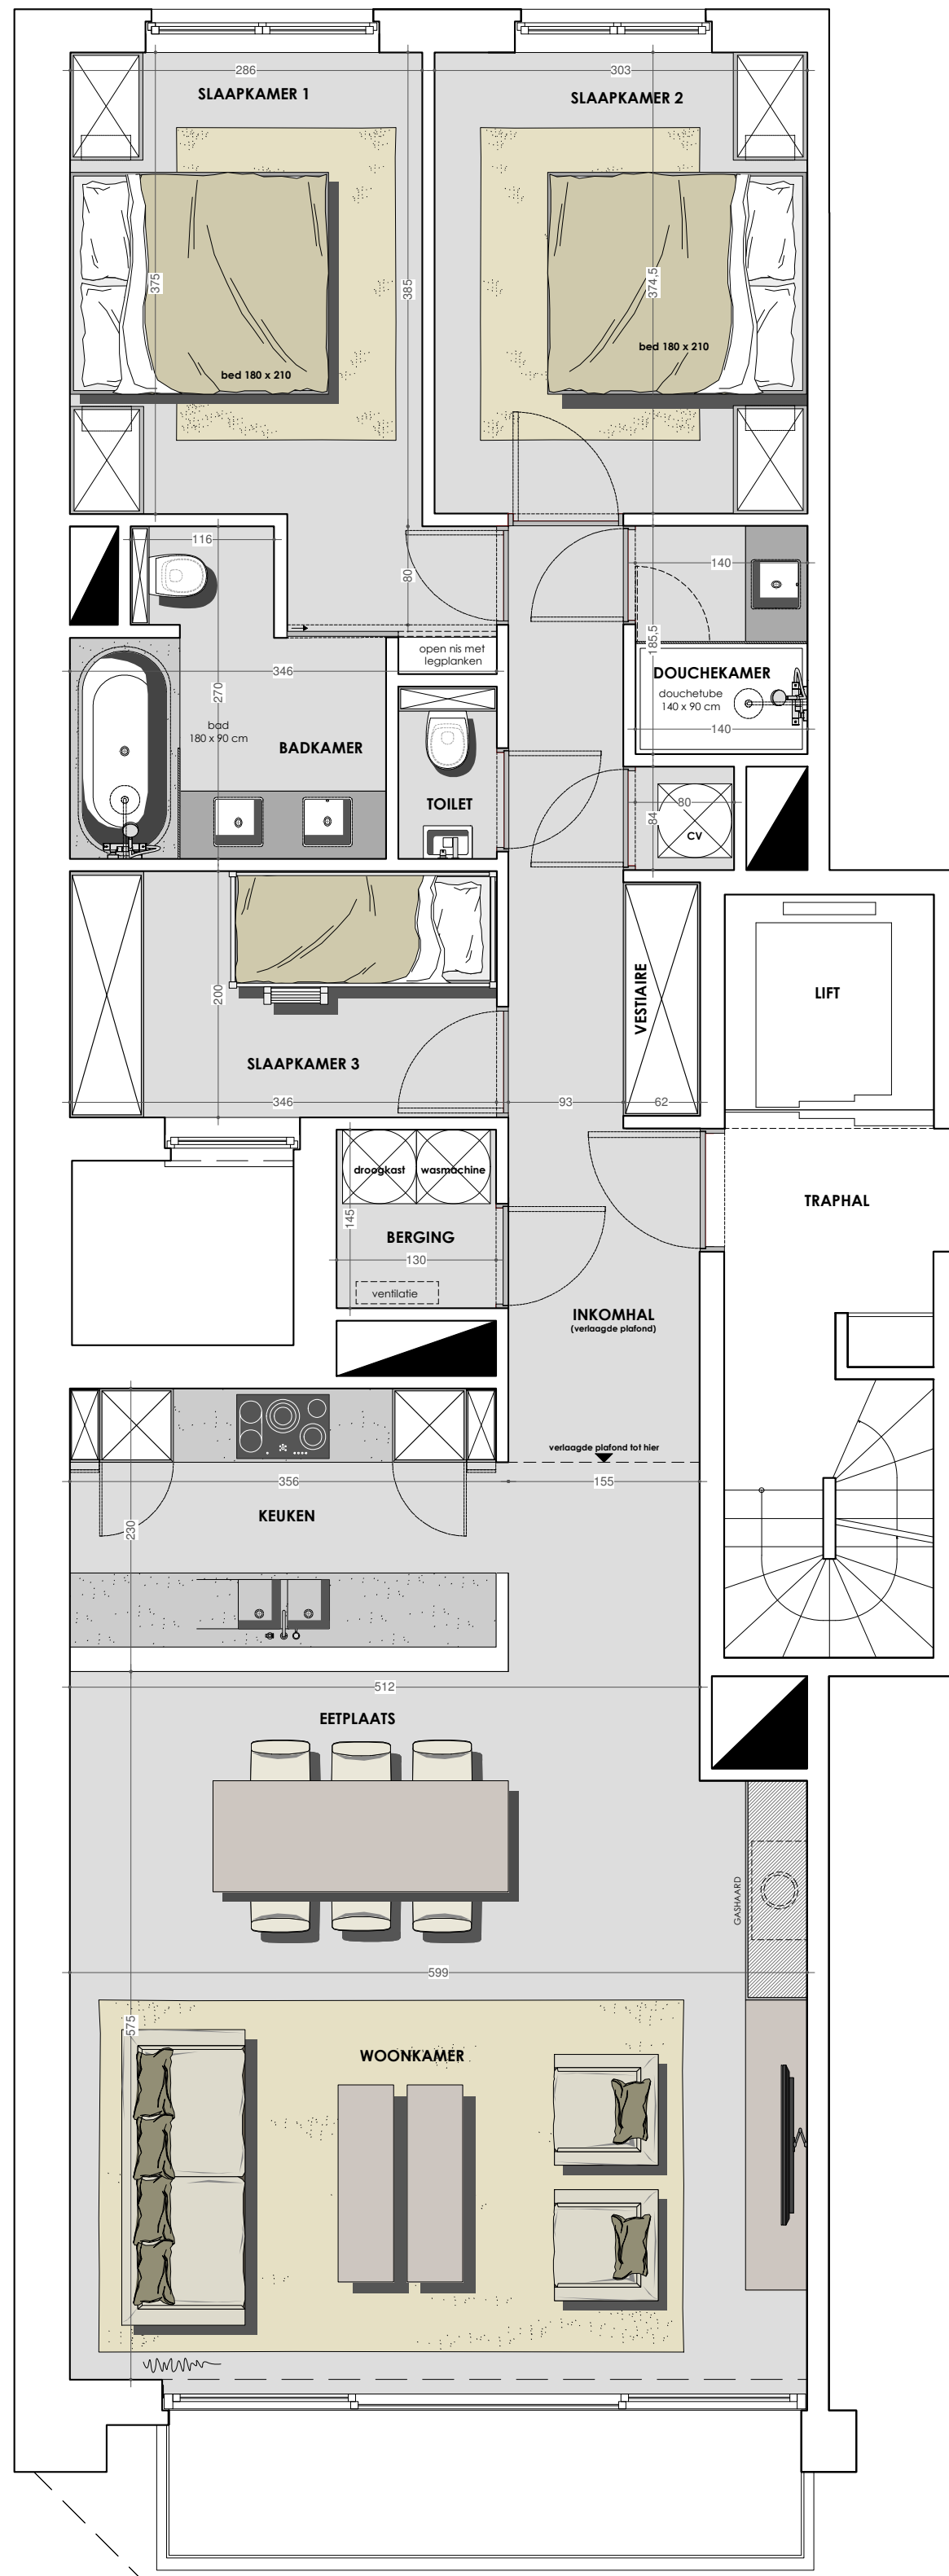 286
303
SLAAPKAMER 1
SLAAPKAMER 2
375
385
374,5
bed 180 x 210
bed 180 x 210
116
80
140
open nis met
legplanken
185,5
346
270
DOUCHEKAMER
douchetube
140 x 90 cm
bad
180 x 90 cm
140
BADKAMER
TOILET
80
84
CV
200
VESTIAIRE
LIFT
SLAAPKAMER 3
346
93
62
droogkast
wasmachine
TRAPHAL
145
BERGING
130
ventilatie
INKOMHAL
(verlaagde plafond)
verlaagde plafond tot hier
356
155
KEUKEN
230
512
EETPLAATS
GASHAARD
599
575
WOONKAMER